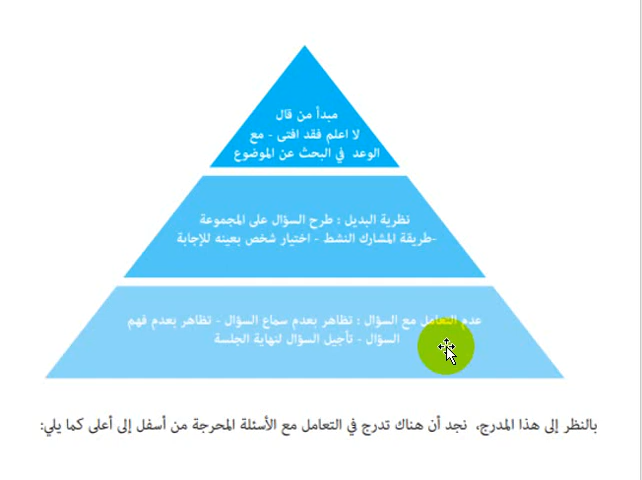 مبدأ من قال
لا اعلم فقد افتى - مع
الوعد في البحث عن الموضوع
نظرية البديل : طرح السؤال على المجموعة
-طريقة المشارك النشط - اختيار شخص بعينه للإجابة
عدم التعامل مع السؤال : تظاهر بعدم سماع السؤال - تظاهر بعدم فهم
السؤال - تأجيل السؤال لنهاية الجلسة
بالنظر إلى هذا المدرج، نجد أن هناك تدرج في التعامل مع الأسئلة المحرجة من أسفل إلى أعلى كما يلي: